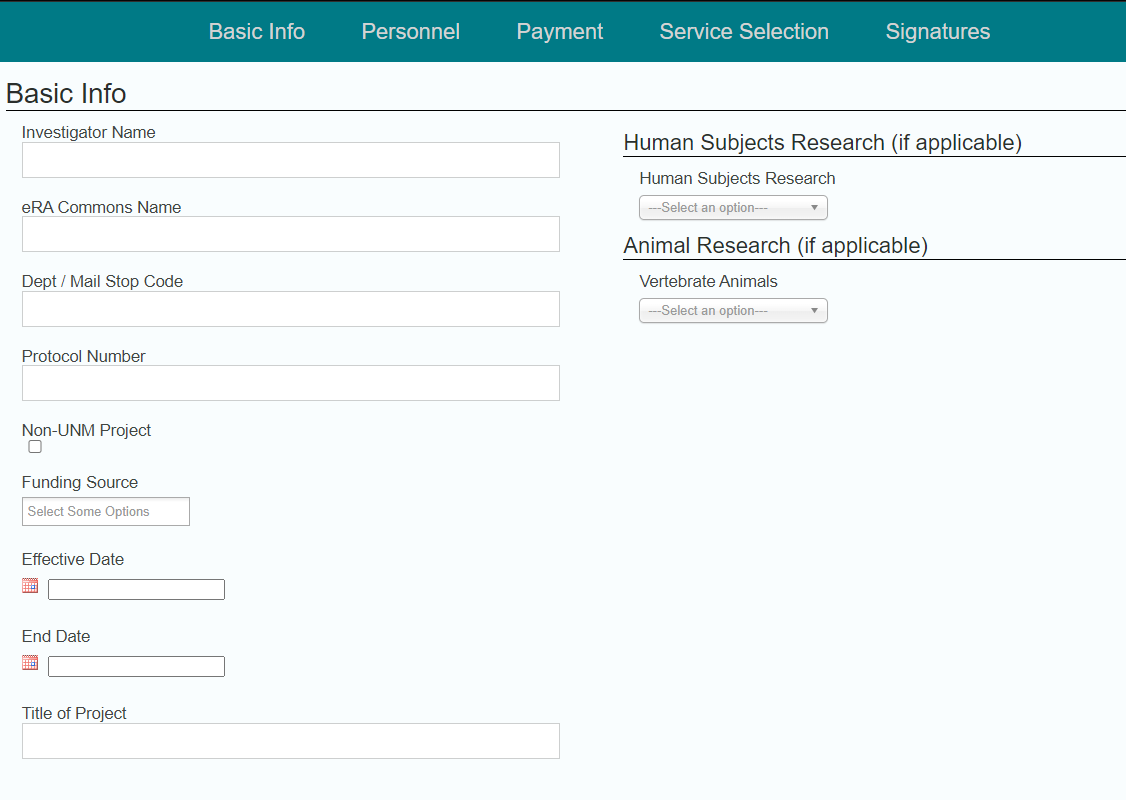 Basic Info Personnel Payment Service Selection Signatures
Basic Info
Investigator Name
eRA Commons Name
Dept / Mail Stop Code
Protocol Number
Non-UNM Project
Funding Source
Select Some Options
Effective Date
End Date
Title of Project
Human Subjects Research (if applicable)
Human Subjects Research
---Select an option---
Animal Research (if applicable)
Vertebrate Animals
---Select an option---